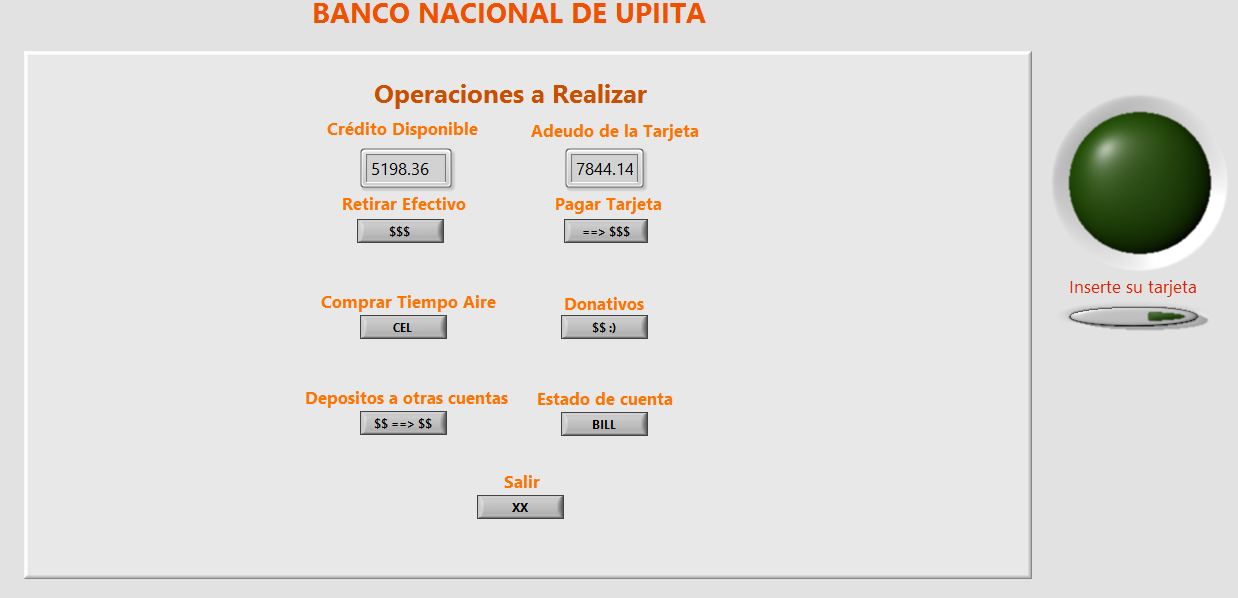 BANCO NACIONAL DE UPIITA
Operaciones a Realizar
Crédito Disponible
Adeudo de la Tarjeta
5198.36
7844.14
Retirar Efectivo
Pagar Tarjeta
$$$
==> $$$
Inserte su tarjeta
Comprar Tiempo Aire
Donativos
CEL
$$ :)
Depositos a otras cuentas
Estado de cuenta
$$ ==> $$
BILL
Salir
XX